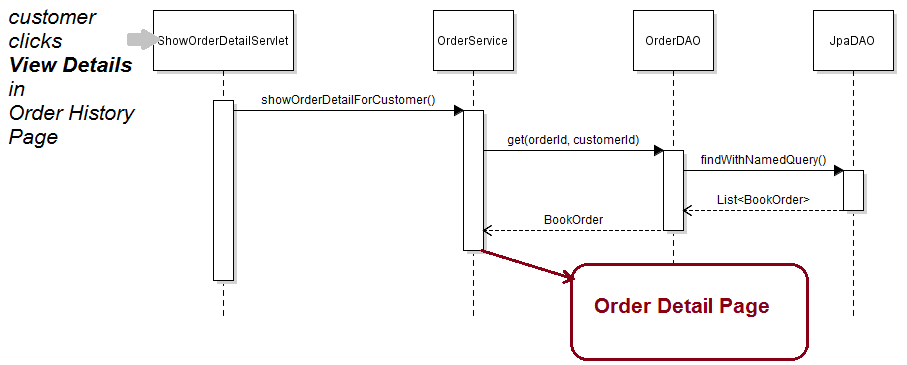 customer
clicks
View Details
in
Order History
Page
ShowOrderDetailServlet
OrderService
OrderDAO
JpaDAO
showOrderDetailForCustomer()
get(orderId, customerId)
findWithNamedQuery()
List<BookOrder>
BookOrder
Order Detail Page